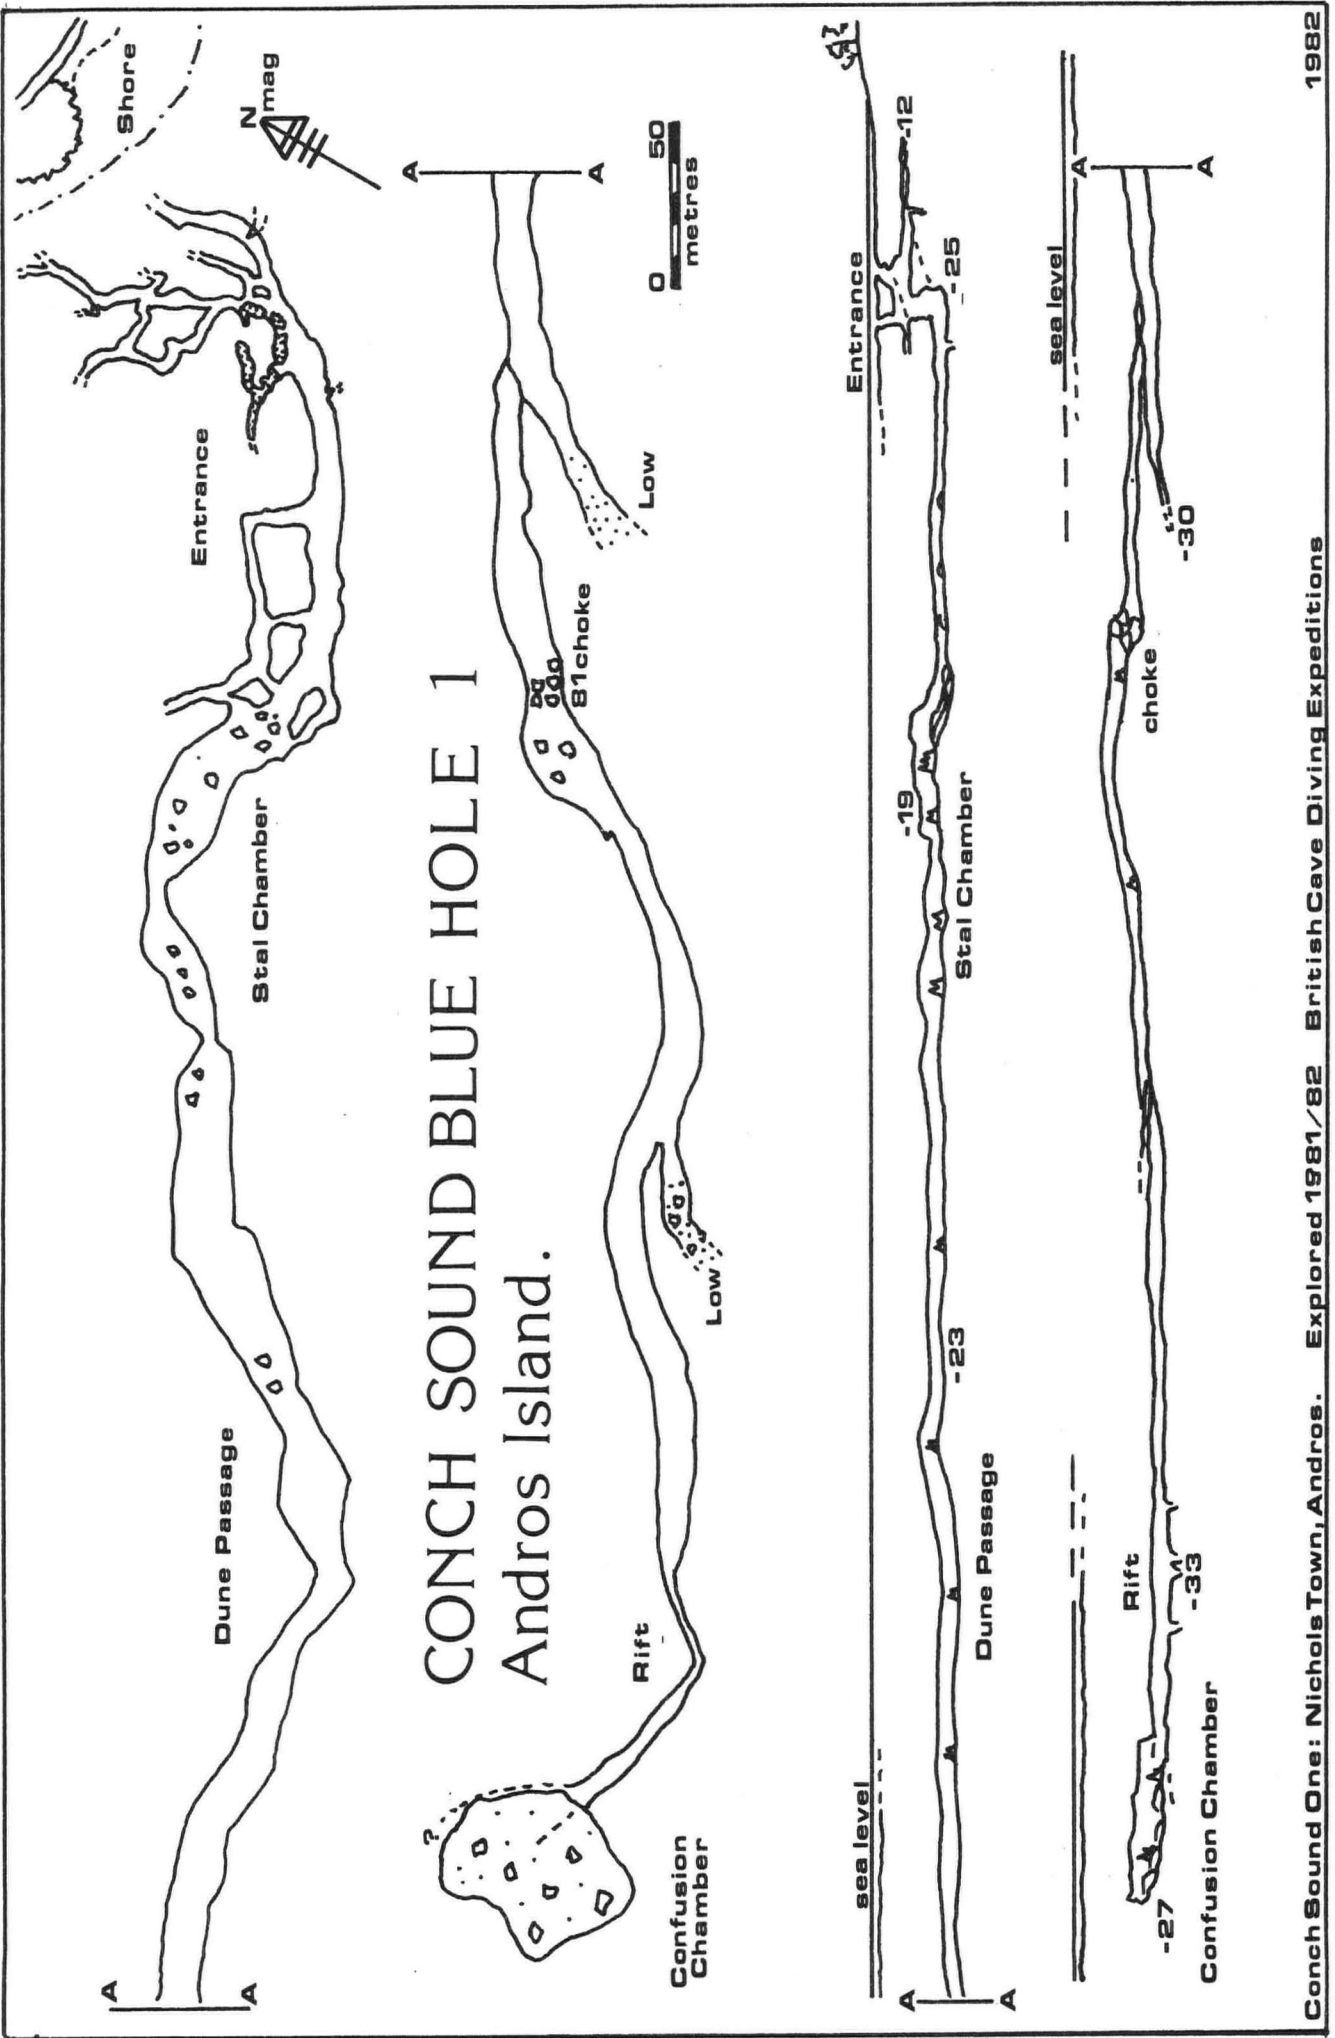 Shore
N
mag
Entrance
Stal Chamber
Dune Passage
A
A
CONCH SOUND BLUE HOLE 1
Andros Island.
A
A
0 50
metres
Low
81 choke
Low
Rift
?
Confusion
Chamber
Entrance
-12
-25
-19
Stal Chamber
-23
Dune Passage
sea level
A
A
sea level
A
A
-30
choke
Rift
-33
-27
Confusion Chamber
Conch Sound One: Nichols Town, Andros. Explored 1981/82 British Cave Diving Expeditions 1982